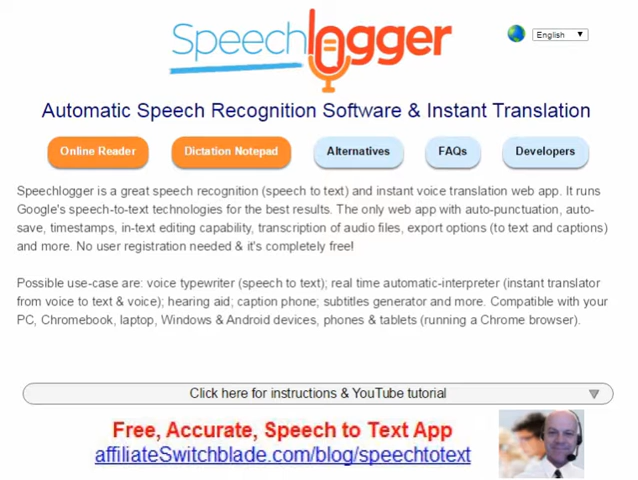 Speechlogger
English
Automatic Speech Recognition Software & Instant Translation
Online Reader Dictation Notepad Alternatives FAQs Developers
Speechlogger is a great speech recognition (speech to text) and instant voice translation web app. It runs
Google's speech-to-text technologies for the best results. The only web app with auto-punctuation, auto-
save, timestamps, in-text editing capability, transcription of audio files, export options (to text and captions)
and more. No user registration needed & it's completely free!
Possible use-case are: voice typewriter (speech to text); real time automatic-interpreter (instant translator
from voice to text & voice); hearing aid; caption phone; subtitles generator and more. Compatible with your
PC, Chromebook, laptop, Windows & Android devices, phones & tablets (running a Chrome browser).
Click here for instructions & YouTube tutorial
Free, Accurate, Speech to Text App
affiliateSwitchblade.com/blog/speechtotext